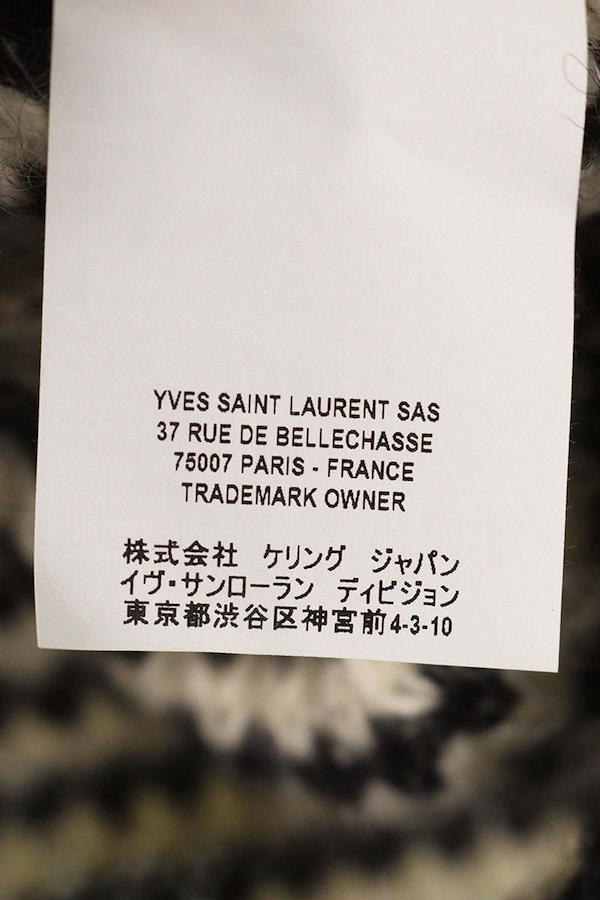 YVES SAINT LAURENT SAS
37 RUE DE BELLECHASSE
75007 PARIS - FRANCE
TRADEMARK OWNER
株式会社 ケリング ジャパン
イヴ・サンローラン ディビジョン
東京都渋谷区神宮前4-3-10